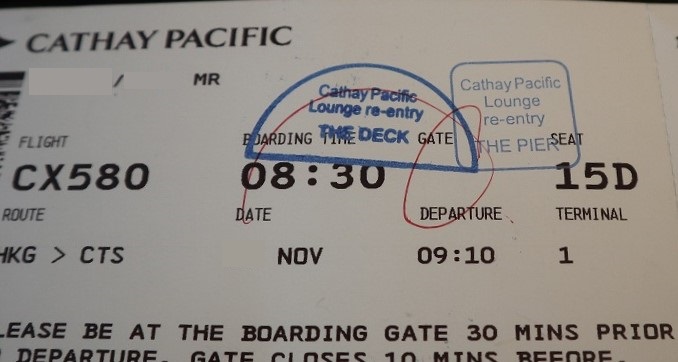 CATHAY PACIFIC
/ MR
Cathay Pacific
Lounge re-entry
THE DECK
Cathay Pacific
Lounge
re-entry
THE PIER
FLIGHT BOARDING TIME GATE SEAT
CX580 08:30 15D
ROUTE DATE DEPARTURE TERMINAL
HKG > CTS NOV 09:10 1
LEASE BE AT THE BOARDING GATE 30 MINS PRIOR
DEPARTURE. GATE CLOSES 10 MINS BEFORE